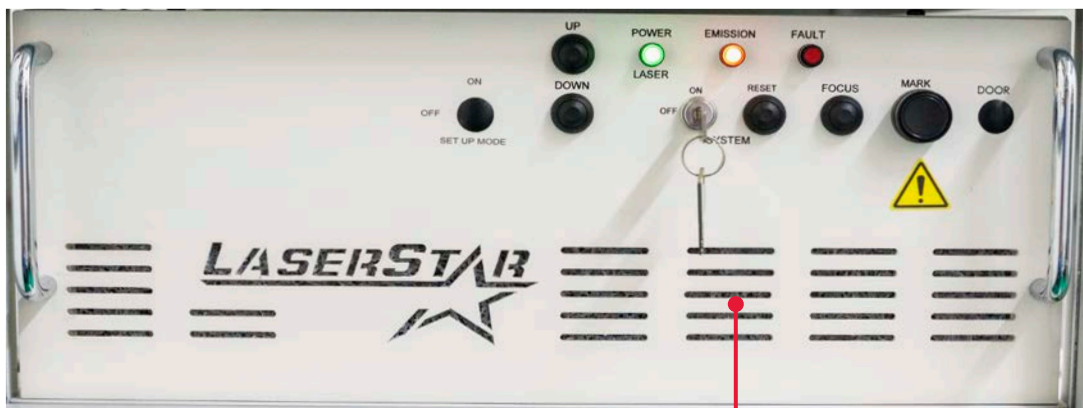 UP
POWER EMISSION FAULT
LASER
ON
DOWN
ON RESET FOCUS MARK DOOR
OFF
OFF
SET UP MODE
SYSTEM
LASERSTAR